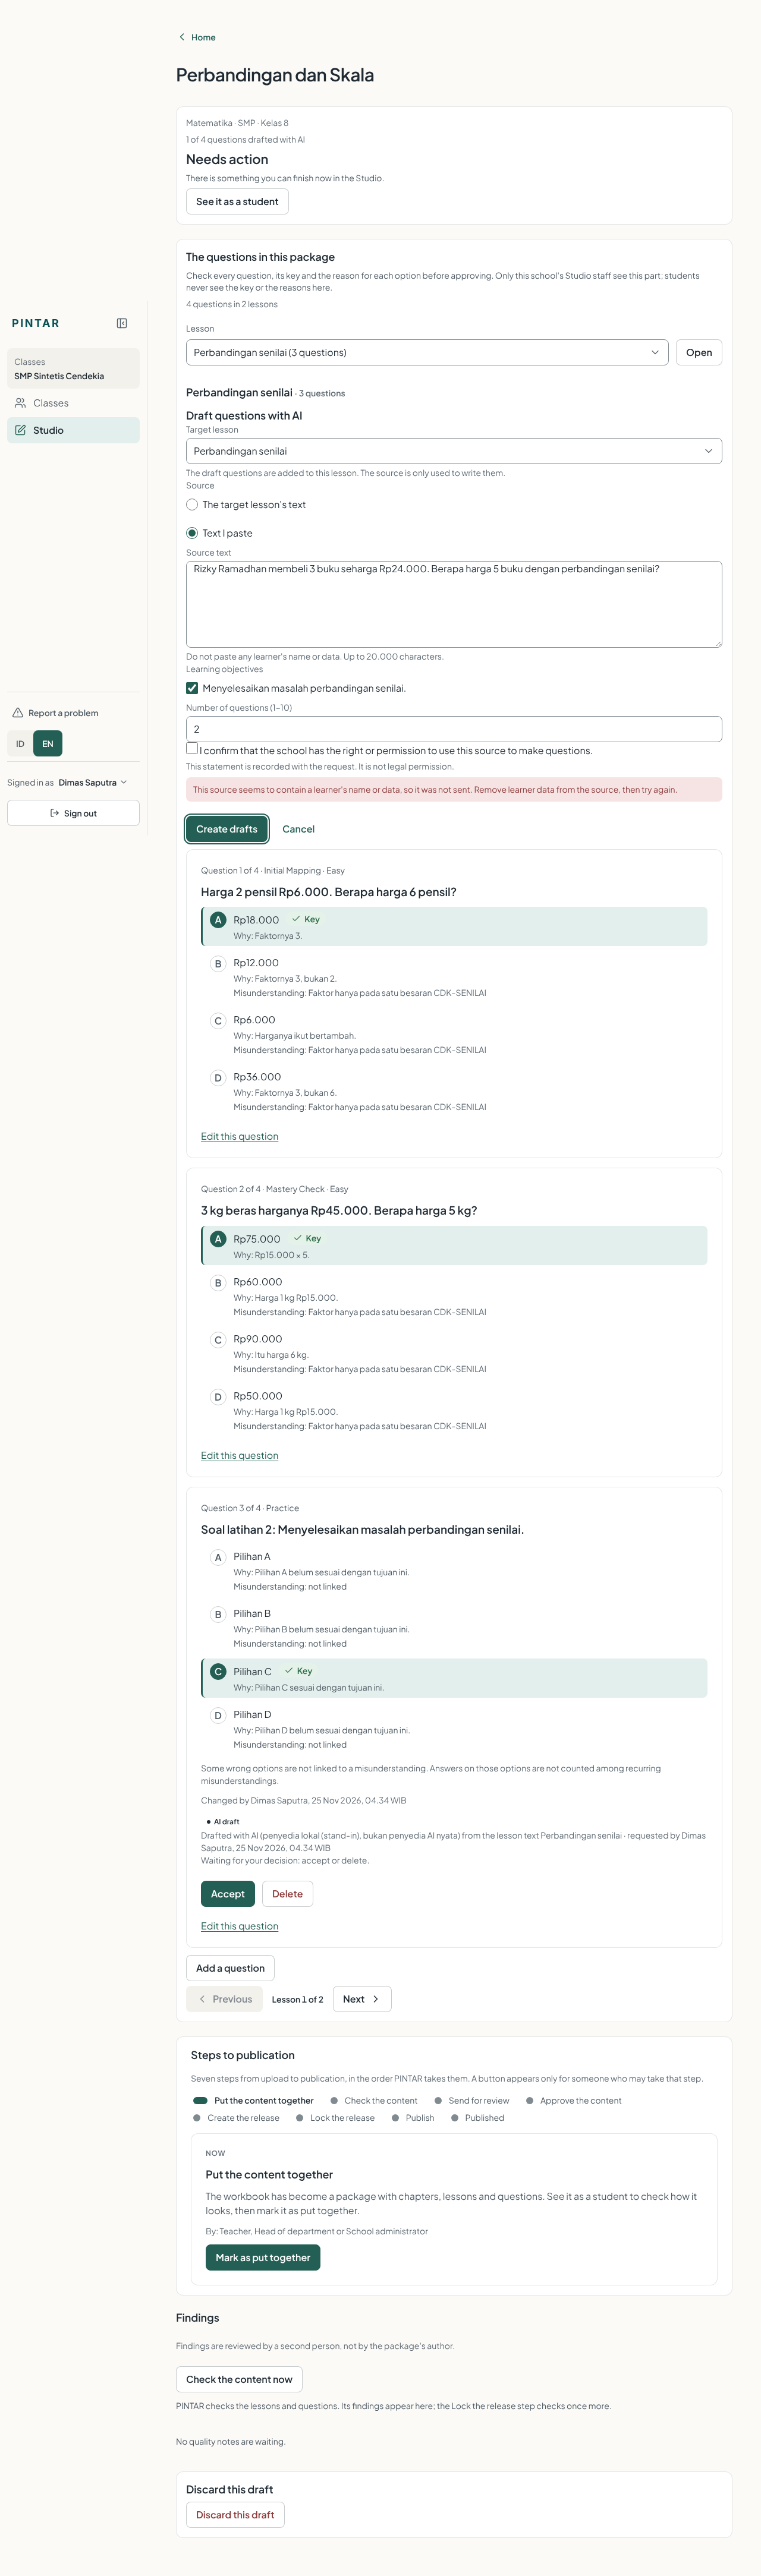 Home
Perbandingan dan Skala
Matematika · SMP · Kelas 8
1 of 4 questions drafted with AI
Needs action
There is something you can finish now in the Studio.
See it as a student
The questions in this package
Check every question, its key and the reason for each option before approving. Only this school's Studio staff see this part; students
never see the key or the reasons here.
4 questions in 2 lessons
Lesson
Perbandingan senilai (3 questions)
Open
Perbandingan senilai · 3 questions
Draft questions with AI
Target lesson
Perbandingan senilai
The draft questions are added to this lesson. The source is only used to write them.
Source
The target lesson's text
Text I paste
Source text
Rizky Ramadhan membeli 3 buku seharga Rp24.000. Berapa harga 5 buku dengan perbandingan senilai?
Do not paste any learner's name or data. Up to 20.000 characters.
Learning objectives
Menyelesaikan masalah perbandingan senilai.
Number of questions (1–10)
2
I confirm that the school has the right or permission to use this source to make questions.
This statement is recorded with the request. It is not legal permission.
This source seems to contain a learner's name or data, so it was not sent. Remove learner data from the source, then try again.
Create drafts
Cancel
Question 1 of 4 · Initial Mapping · Easy
Harga 2 pensil Rp6.000. Berapa harga 6 pensil?
A Rp18.000 Key
Why: Faktornya 3.
B Rp12.000
Why: Faktornya 3, bukan 2.
Misunderstanding: Faktor hanya pada satu besaran CDK-SENILAI
C Rp6.000
Why: Harganya ikut bertambah.
Misunderstanding: Faktor hanya pada satu besaran CDK-SENILAI
D Rp36.000
Why: Faktornya 3, bukan 6.
Misunderstanding: Faktor hanya pada satu besaran CDK-SENILAI
Edit this question
Question 2 of 4 · Mastery Check · Easy
3 kg beras harganya Rp45.000. Berapa harga 5 kg?
A Rp75.000 Key
Why: Rp15.000 × 5.
B Rp60.000
Why: Harga 1 kg Rp15.000.
Misunderstanding: Faktor hanya pada satu besaran CDK-SENILAI
C Rp90.000
Why: Itu harga 6 kg.
Misunderstanding: Faktor hanya pada satu besaran CDK-SENILAI
D Rp50.000
Why: Harga 1 kg Rp15.000.
Misunderstanding: Faktor hanya pada satu besaran CDK-SENILAI
Edit this question
Question 3 of 4 · Practice
Soal latihan 2: Menyelesaikan masalah perbandingan senilai.
A Pilihan A
Why: Pilihan A belum sesuai dengan tujuan ini.
Misunderstanding: not linked
B Pilihan B
Why: Pilihan B belum sesuai dengan tujuan ini.
Misunderstanding: not linked
C Pilihan C Key
Why: Pilihan C sesuai dengan tujuan ini.
D Pilihan D
Why: Pilihan D belum sesuai dengan tujuan ini.
Misunderstanding: not linked
Some wrong options are not linked to a misunderstanding. Answers on those options are not counted among recurring
misunderstandings.
Changed by Dimas Saputra, 25 Nov 2026, 04.34 WIB
AI draft
Drafted with AI (penyedia lokal (stand-in), bukan penyedia AI nyata) from the lesson text Perbandingan senilai · requested by Dimas
Saputra, 25 Nov 2026, 04.34 WIB
Waiting for your decision: accept or delete.
Accept
Delete
Edit this question
Add a question
Previous
Lesson 1 of 2
Next
Steps to publication
Seven steps from upload to publication, in the order PINTAR takes them. A button appears only for someone who may take that step.
Put the content together
Check the content
Send for review
Approve the content
Create the release
Lock the release
Publish
Published
NOW
Put the content together
The workbook has become a package with chapters, lessons and questions. See it as a student to check how it
looks, then mark it as put together.
By: Teacher, Head of department or School administrator
Mark as put together
Findings
Findings are reviewed by a second person, not by the package's author.
Check the content now
PINTAR checks the lessons and questions. Its findings appear here; the Lock the release step checks once more.
No quality notes are waiting.
Discard this draft
Discard this draft
PINTAR
Classes
SMP Sintetis Cendekia
Classes
Studio
Report a problem
ID
EN
Signed in as Dimas Saputra
Sign out